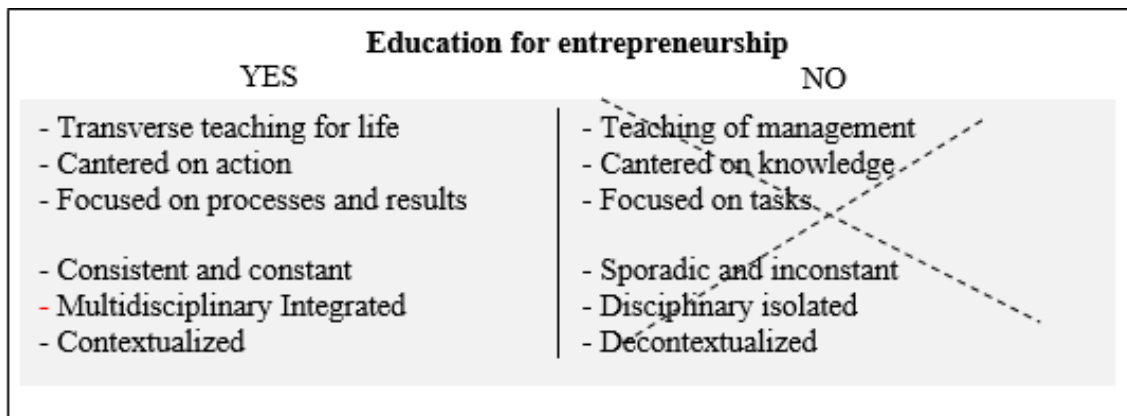 Education for entrepreneurship
YES
NO
- Transverse teaching for life
- Cantered on action
- Focused on processes and results
- Consistent and constant
- Multidisciplinary Integrated
- Contextualized
- Teaching of management
- Cantered on knowledge
- Focused on tasks
- Sporadic and inconstant
- Disciphnary isolated
- Decontextualized